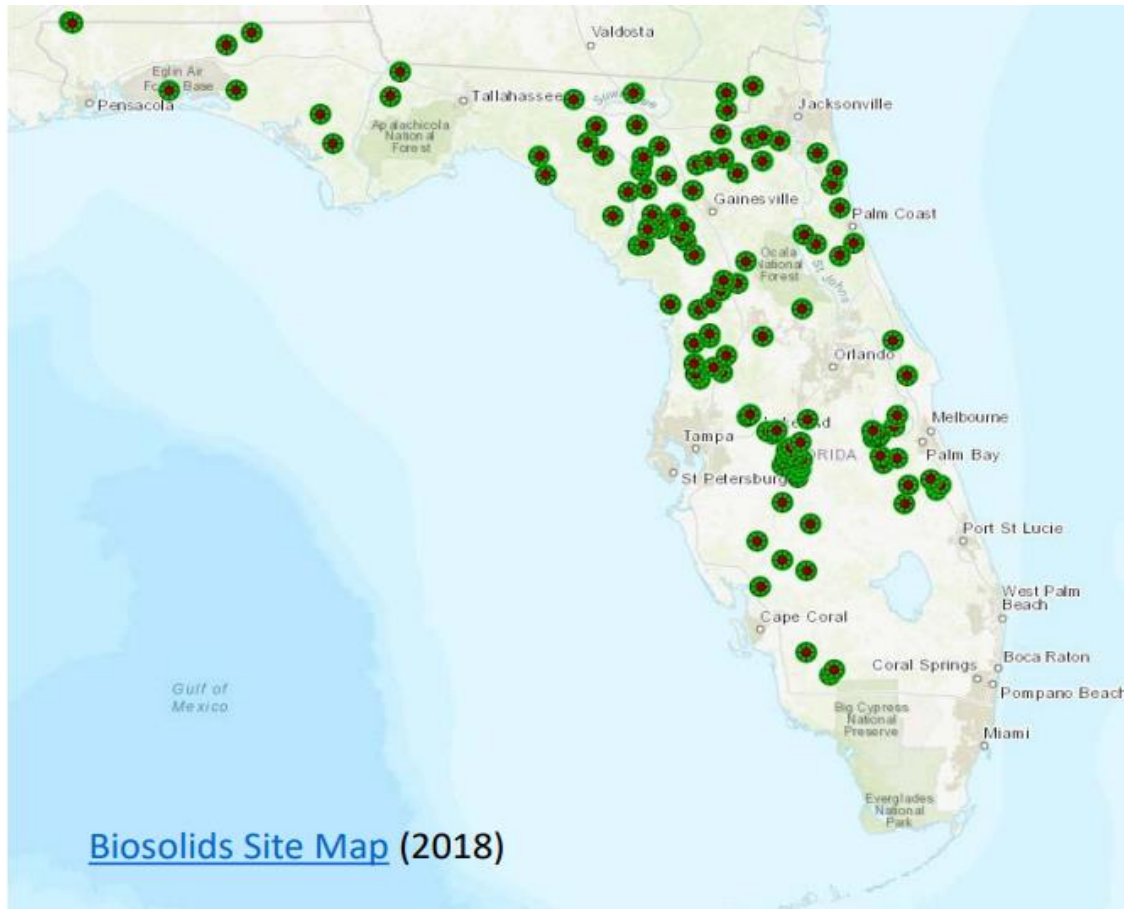 Valdosta
Eglin Air
Force Base
Pensacola
Tallahassee
Jacksonville
Apalachicola
National
Forest
Gainesville
Palm Coast
Ocala
National
Forest
St Johns
Orlando
Melbourne
Tampa
Palm Bay
St Petersburg
Port St Lucie
West Palm
Beach
Cape Coral
Boca Raton
Coral Springs
Pompano Beach
Gulf of
Mexico
Big Cypress
National
Preserve
Miami
Everglades
National
Park
Biosolids Site Map (2018)